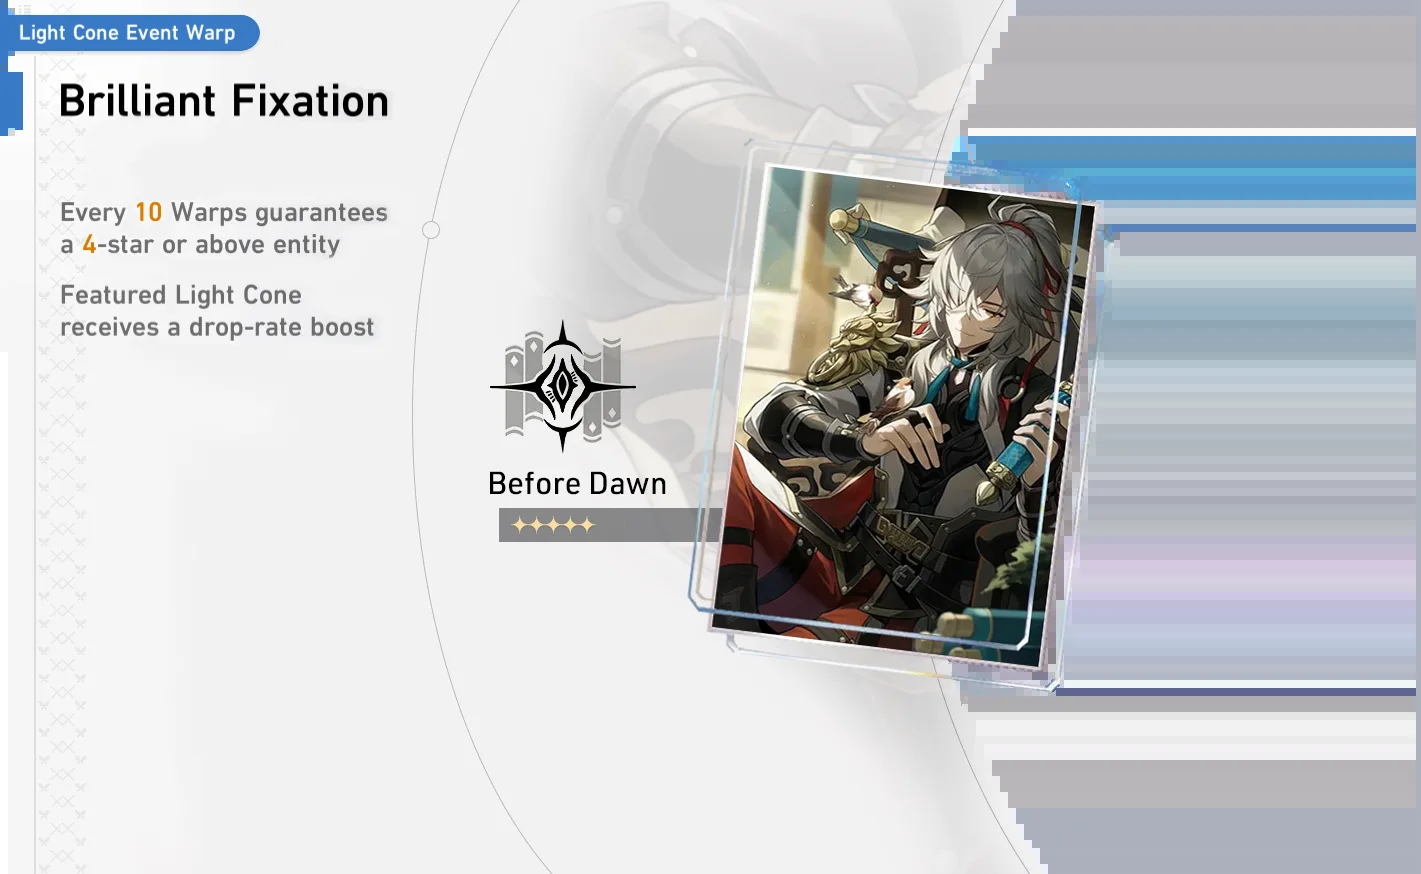 Light Cone Event Warp
Brilliant Fixation
Every 10 Warps guarantees
a 4-star or above entity
Featured Light Cone
receives a drop-rate boost
Before Dawn